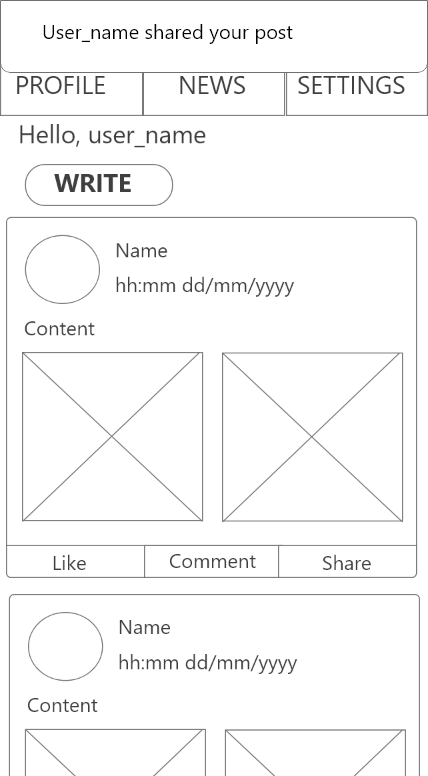 User_name shared your post
PROFILE NEWS SETTINGS
Hello, user_name
WRITE
Name
hh:mm dd/mm/yyyy
Content
Like Comment Share
Name
hh:mm dd/mm/yyyy
Content